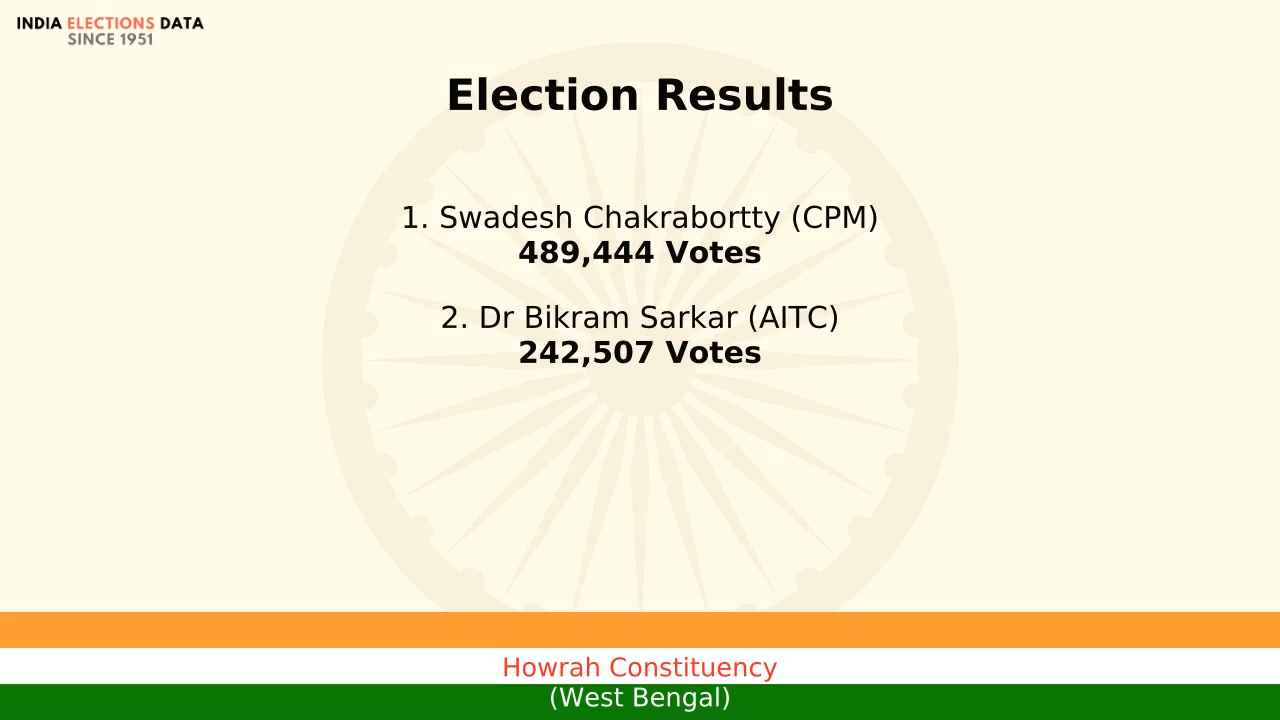 INDIA ELECTIONS DATA
SINCE 1951
Election Results
1. Swadesh Chakrabortty (CPM)
489,444 Votes
2. Dr Bikram Sarkar (AITC)
242,507 Votes
Howrah Constituency
(West Bengal)